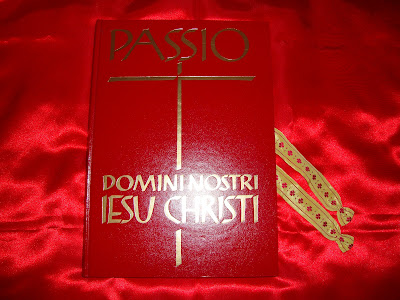 PASSIO
DOMINI NOSTRI
IESU CHRISTI